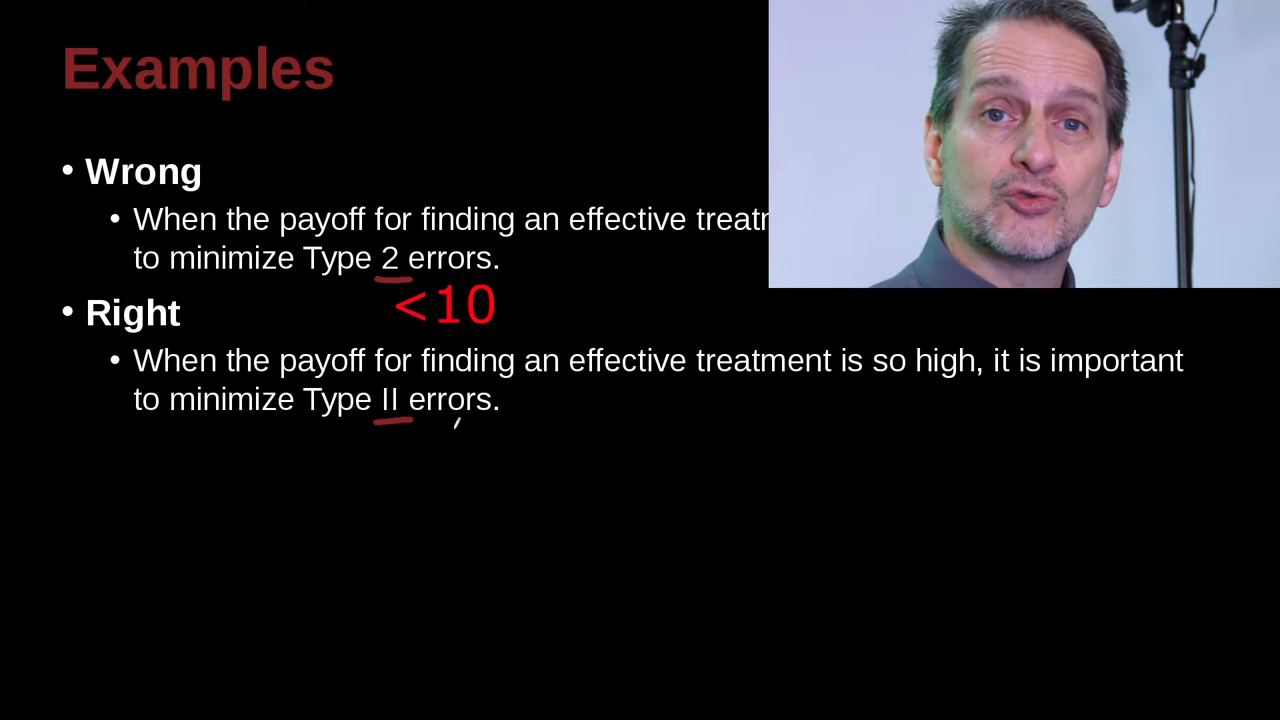 Examples
• Wrong
• When the payoff for finding an effective
to minimize Type 2 errors.
<10
• Right
• When the payoff for finding an effective treatment is so high, it is important
to minimize Type II errors.